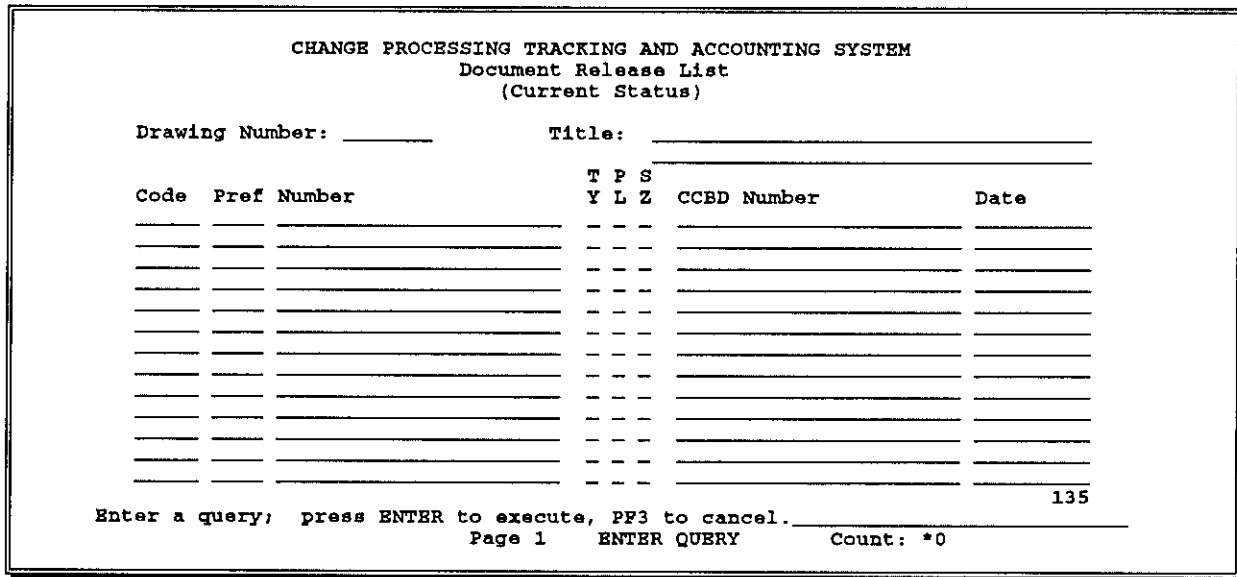 CHANGE PROCESSING TRACKING AND ACCOUNTING SYSTEM
Document Release List
(Current Status)
Drawing Number: Title:
T P S
Code Pref Number Y L Z CCBD Number Date
135
Enter a query; press ENTER to execute, PF3 to cancel.
Page 1 ENTER QUERY Count: *0